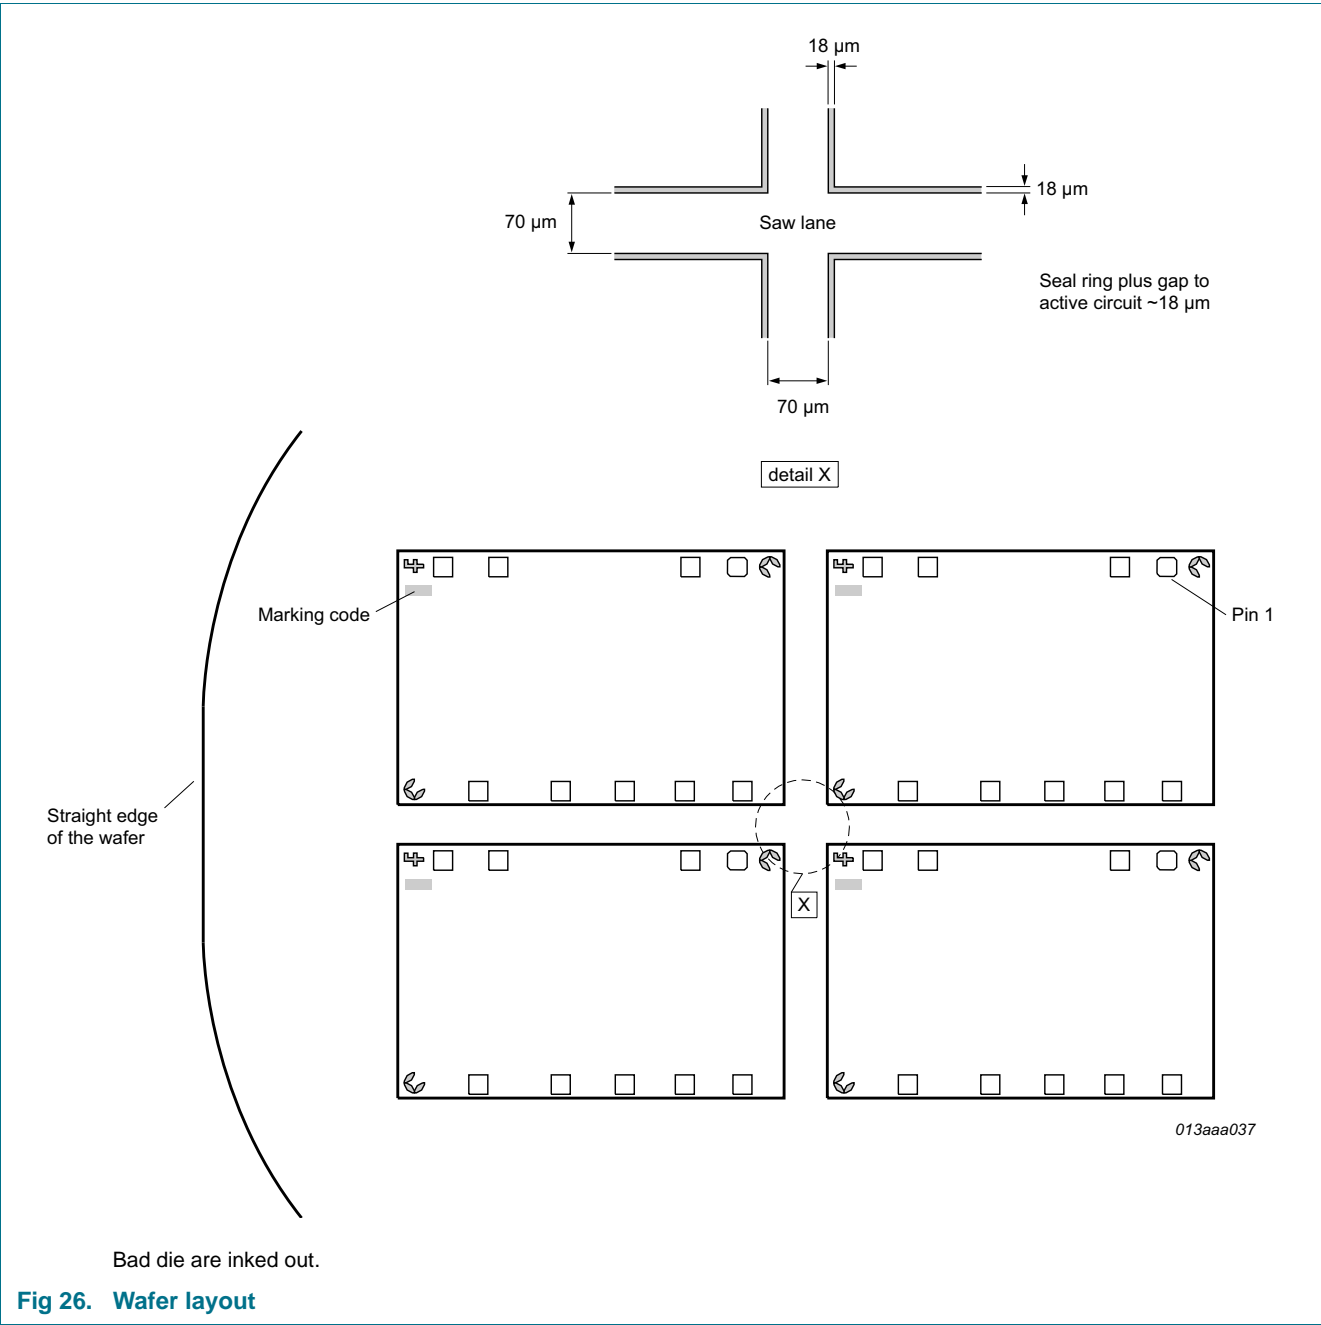 18 µm
18 µm
70 µm
Saw lane
Seal ring plus gap to
active circuit ~18 µm
70 µm
detail X
Marking code
Pin 1
Straight edge
of the wafer
X
013aaa037
Bad die are inked out.
Fig 26. Wafer layout